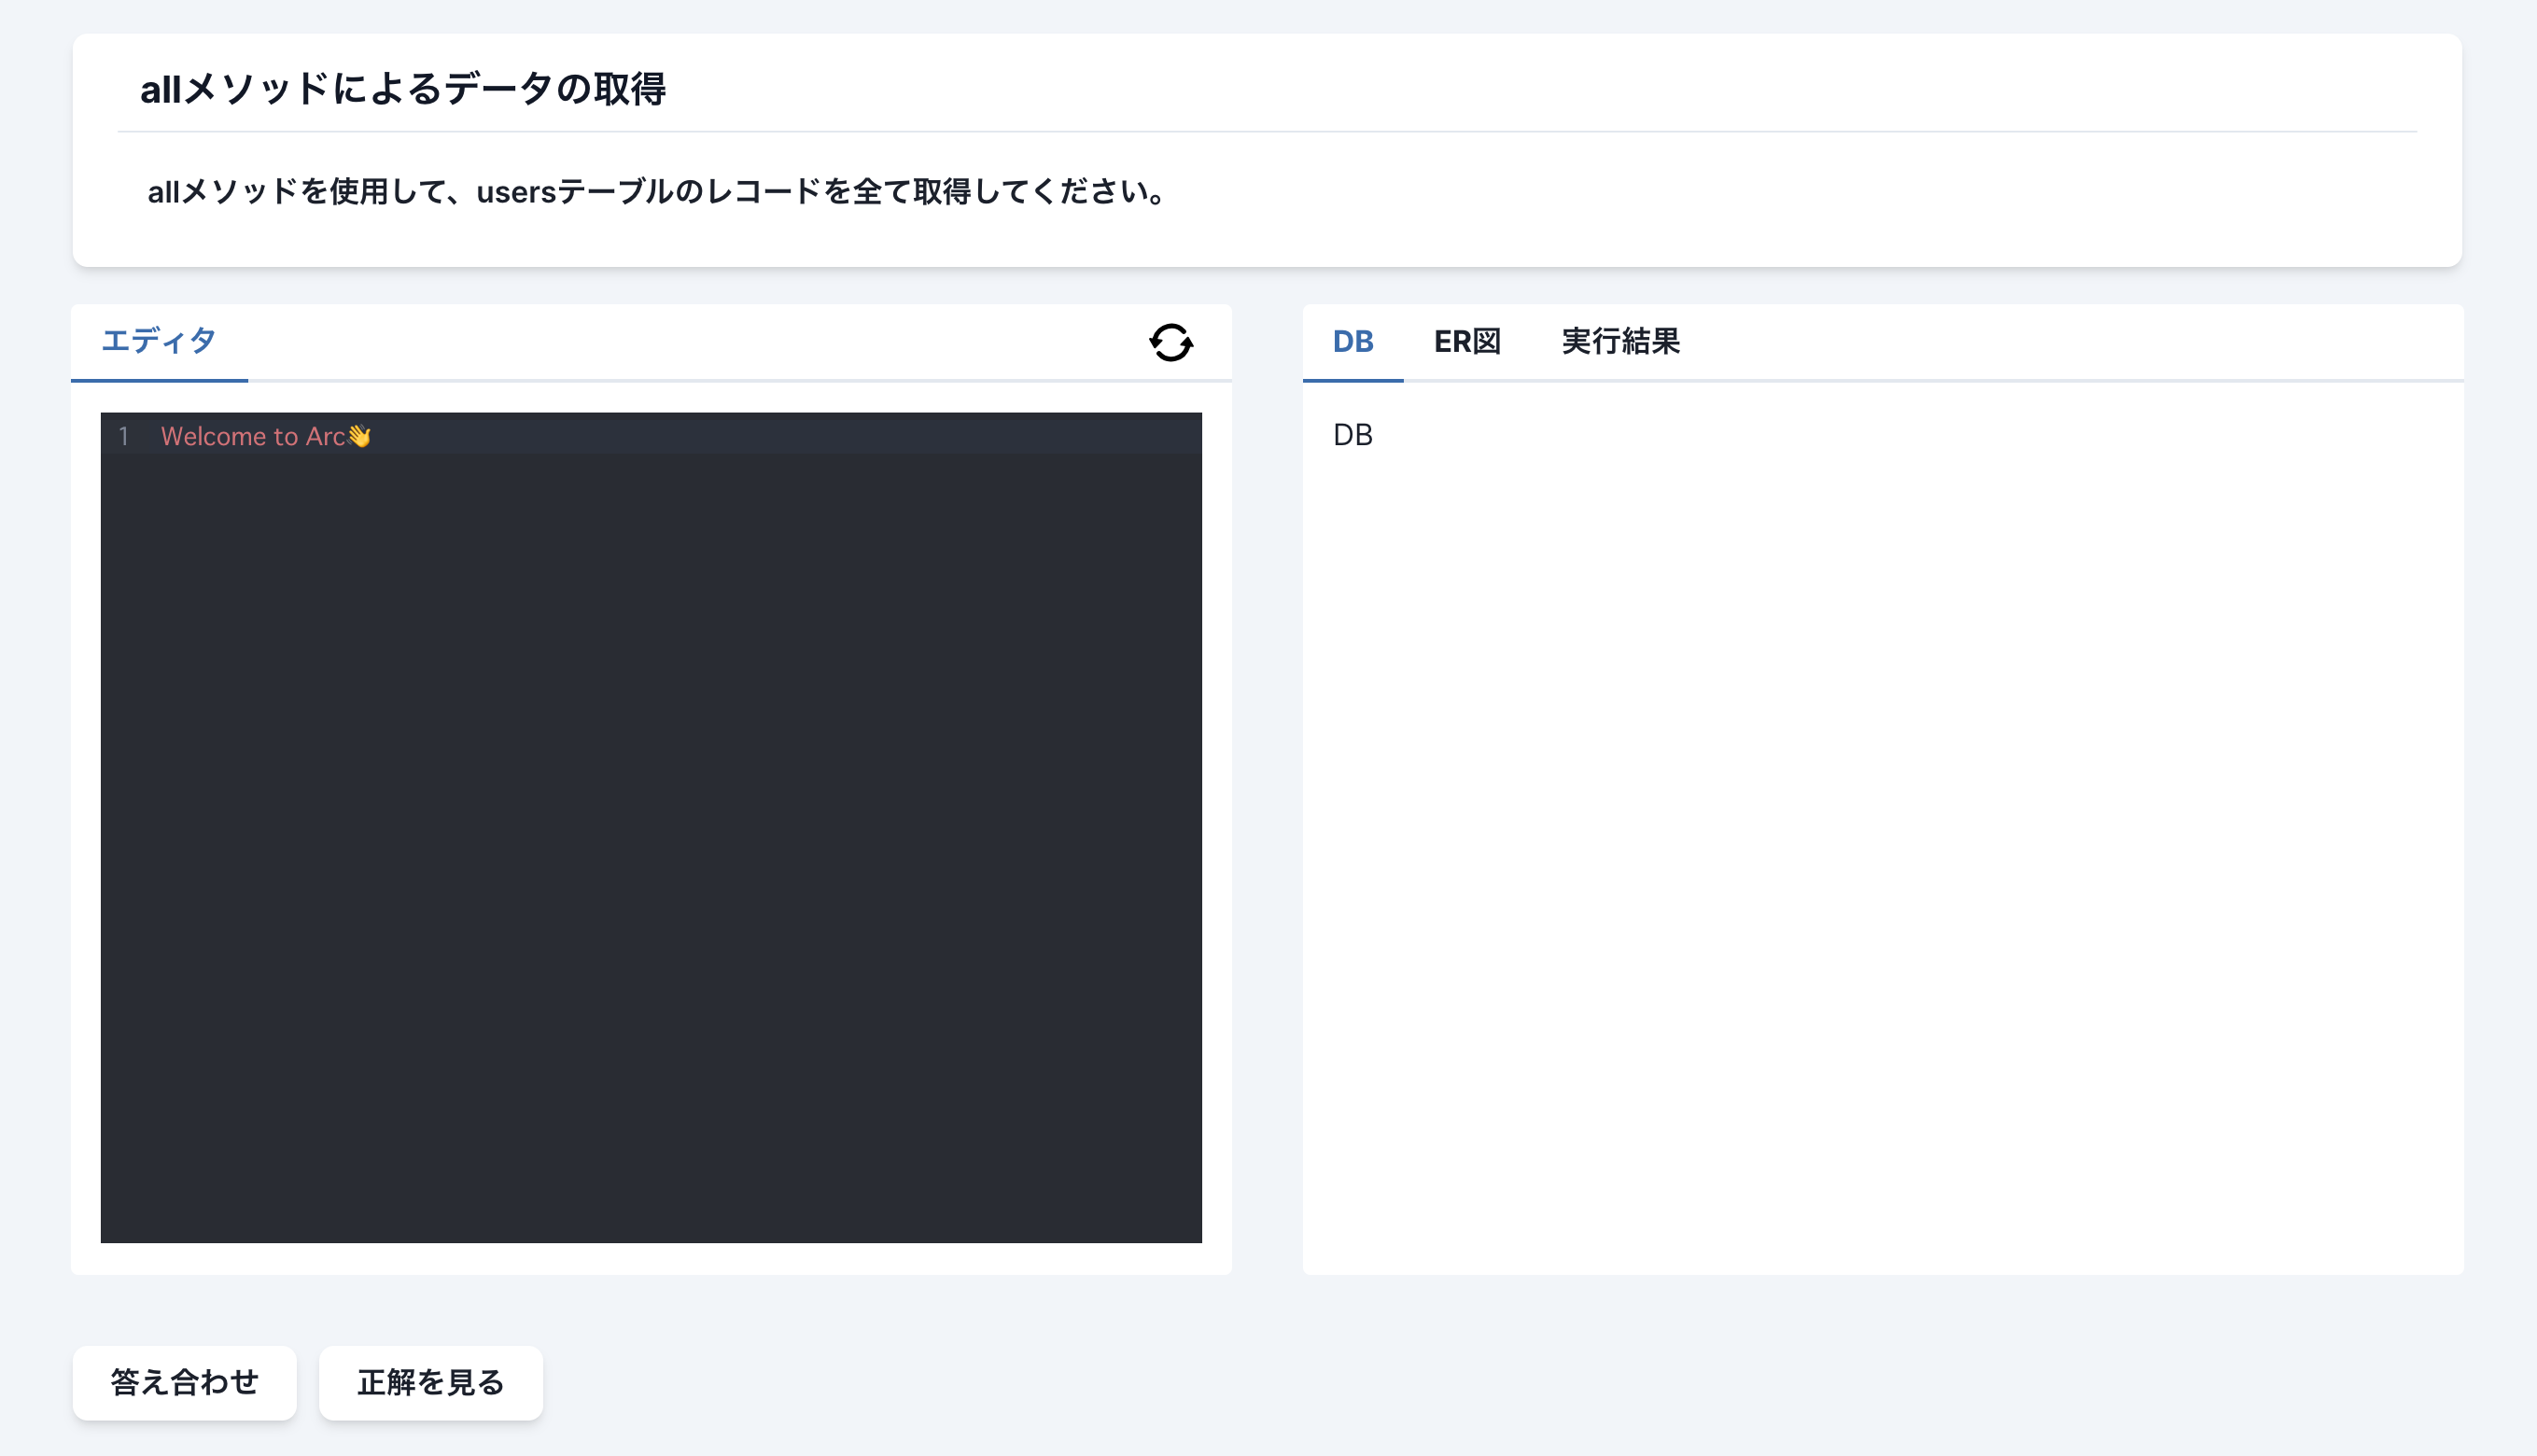 allメソッドによるデータの取得
allメソッドを使用して、usersテーブルのレコードを全て取得してください。
エディタ
1 Welcome to Arc👋
DB ER図 実行結果
DB
答え合わせ 正解を見る